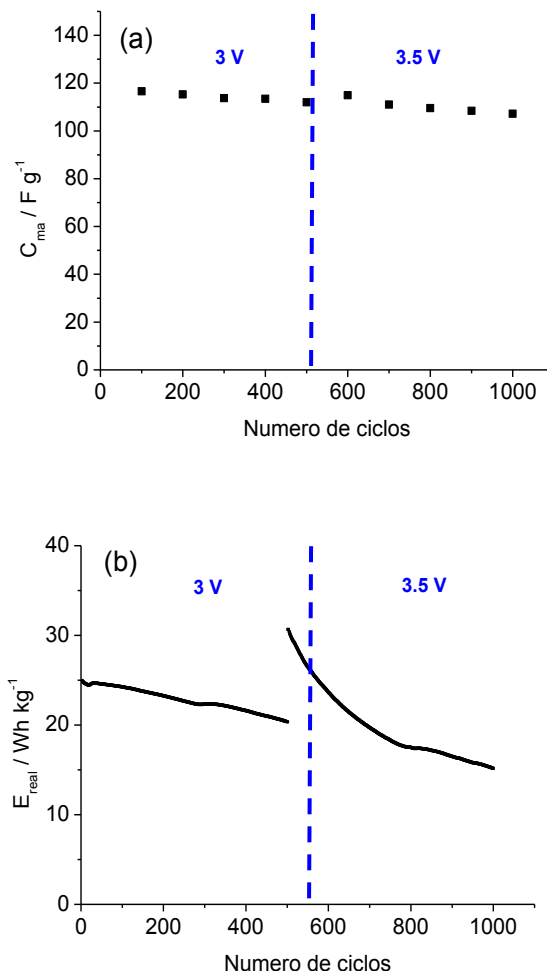 (a)
3 V
3.5 V
140
120
100
80
60
40
20
0
C_ma / F g^-1
0 200 400 600 800 1000
Numero de ciclos
(b)
3 V
3.5 V
40
30
20
10
0
E_real / Wh kg^-1
0 200 400 600 800 1000
Numero de ciclos